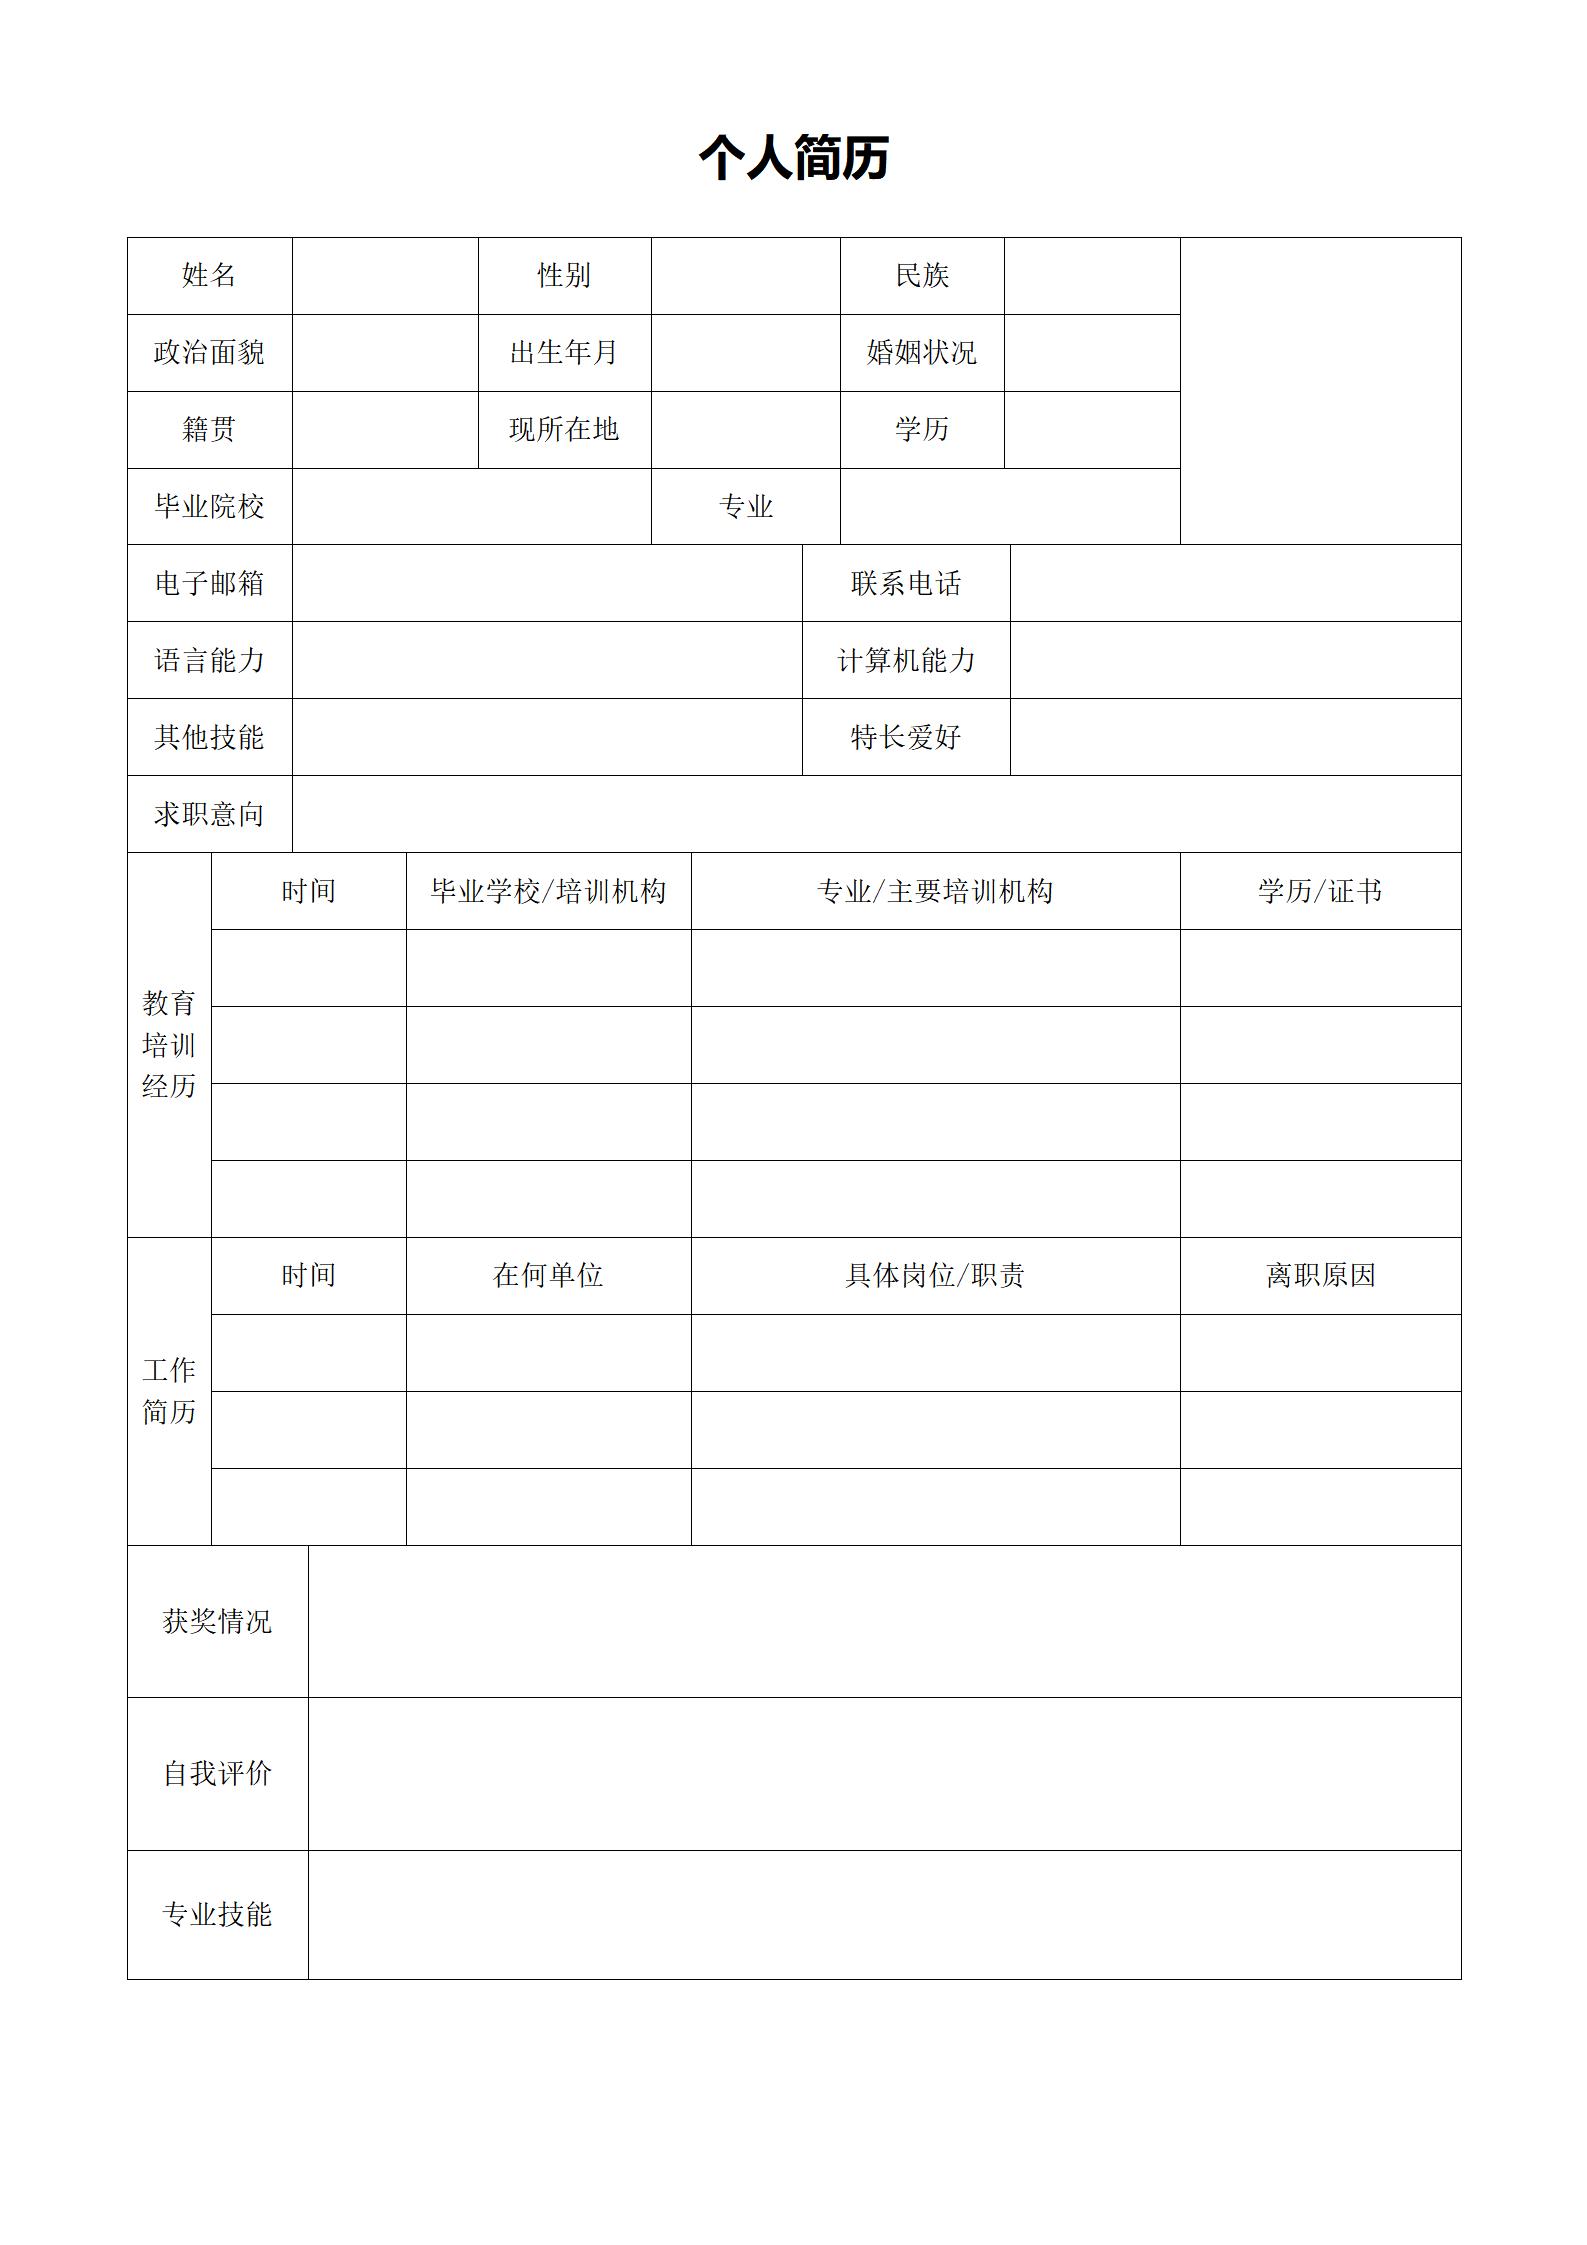 个人简历
姓名 性别 民族
政治面貌 出生年月 婚姻状况
籍贯 现所在地 学历
毕业院校 专业
电子邮箱 联系电话
语言能力 计算机能力
其他技能 特长爱好
求职意向
时间 毕业学校/培训机构 专业/主要培训机构 学历/证书
教育
培训
经历
时间 在何单位 具体岗位/职责 离职原因
工作
简历
获奖情况
自我评价
专业技能